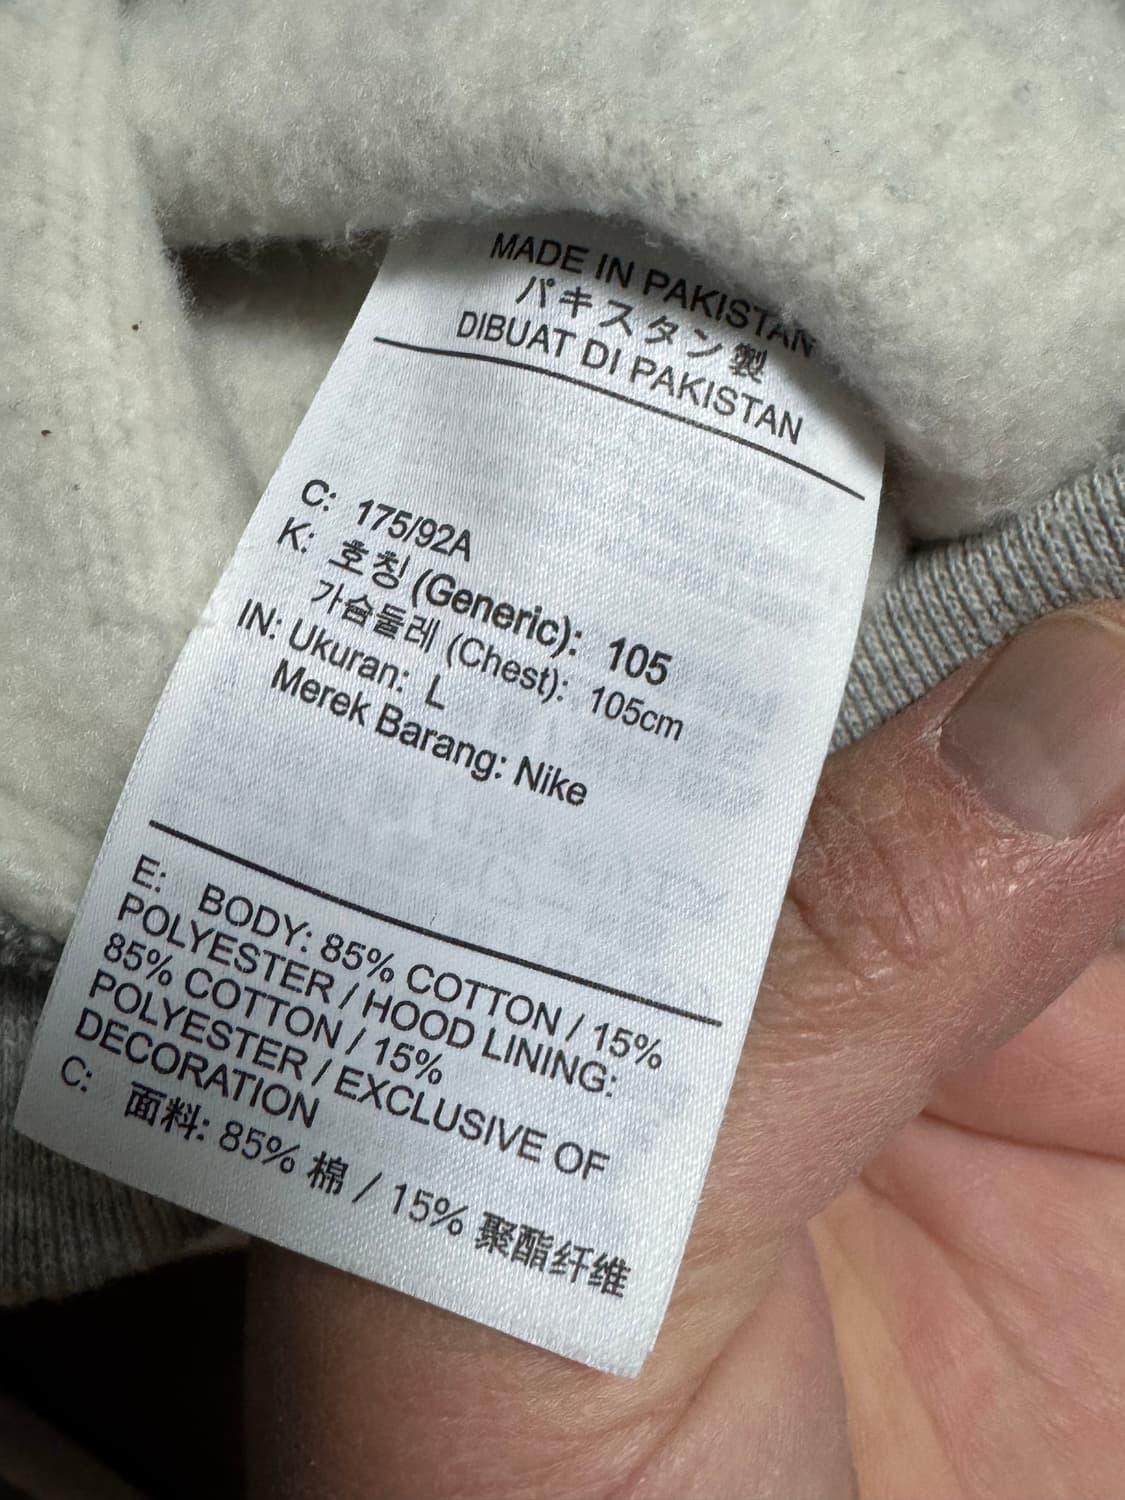 MADE IN PAKISTAN
パキスタン製
DIBUAT DI PAKISTAN
C: 175/92A
K: 호칭 (Generic): 105
가슴둘레 (Chest): 105cm
IN: Ukuran: L
Merek Barang: Nike
E: BODY: 85% COTTON / 15%
POLYESTER / HOOD LINING:
85% COTTON / 15%
POLYESTER / EXCLUSIVE OF
DECORATION
C: 面料: 85% 棉 / 15% 聚酯纤维